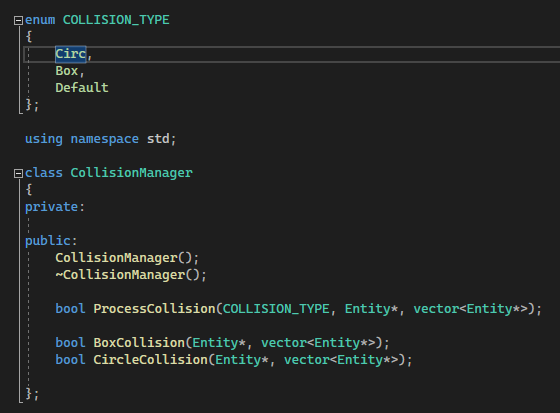 enum COLLISION_TYPE
{
    Circ,
    Box,
    Default
};
using namespace std;
class CollisionManager
{
private:
public:
    CollisionManager();
    ~CollisionManager();
    bool ProcessCollision(COLLISION_TYPE, Entity*, vector<Entity*>);
    bool BoxCollision(Entity*, vector<Entity*>);
    bool CircleCollision(Entity*, vector<Entity*>);
};